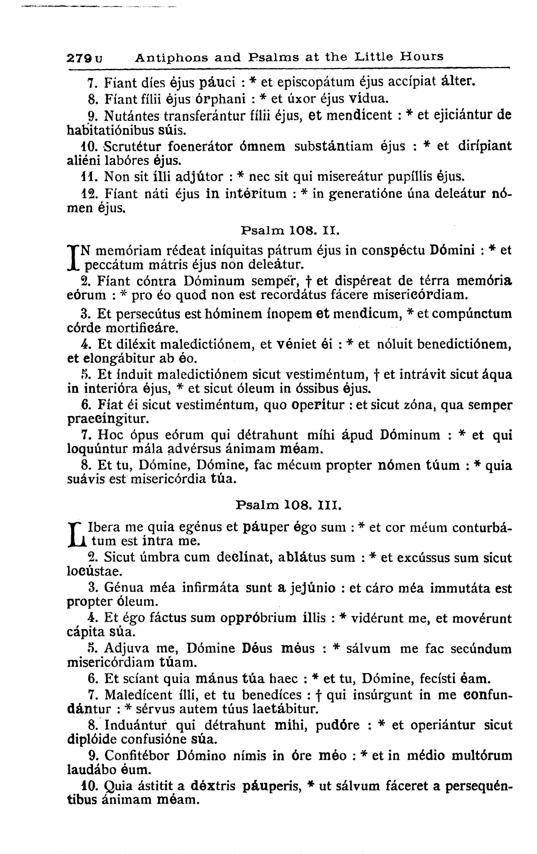 279 U Antiphons and Psalms at the Little Hours
7. Fíant díes éjus páuci : * et episcopátum éjus accípiat álter.
8. Fíant fílii éjus órphani : * et úxor éjus vídua.
9. Nutántes transferántur fílii éjus, et mendícent : * et ejiciántur de
habitatiónibus súis.
10. Scrutétur foenerátor ómnem substántiam éjus : * et dirípiant
aliéni labóres éjus.
11. Non sit ílli adjútor : * nec sit qui misereátur pupíllis éjus.
12. Fíant náti éjus in intéritum : * in generatióne úna deleátur nó-
men éjus.
Psalm 108. II.
IN memóriam rédeat iníquitas pátrum éjus in conspéctu Dómini : * et
peccátum mátris éjus non deleátur.
2. Fíant cóntra Dóminum semper, † et dispéreat de térra memória
eórum : * pro éo quod non est recordátus fácere misericórdiam.
3. Et persecútus est hóminem ínopem et mendícum, * et compúnctum
córde mortificáre.
4. Et diléxit maledictiónem, et véniet éi : * et nóluit benedictiónem,
et elongábitur ab éo.
5. Et índuit maledictiónem sicut vestiméntum, † et intrávit sicut áqua
in interióra éjus, * et sicut óleum in óssibus éjus.
6. Fíat éi sicut vestiméntum, quo operítur : et sicut zóna, qua semper
praecíngitur.
7. Hoc ópus eórum qui détrahunt míhi ápud Dóminum : * et qui
loquúntur mála advérsus ánimam méam.
8. Et tu, Dómine, Dómine, fac mécum propter nómen túum : * quia
suávis est misericórdia túa.
Psalm 108. III.
LIbera me quia egénus et páuper égo sum : * et cor méum conturbá-
tum est intra me.
2. Sicut úmbra cum declínat, ablátus sum : * et excússus sum sicut
locústae.
3. Génua méa infirmáta sunt a jejúnio : et cáro méa immutáta est
propter óleum.
4. Et égo fáctus sum oppróbrium íllis : * vidérunt me, et movérunt
cápita súa.
5. Adjuva me, Dómine Déus méus : * sálvum me fac secúndum
misericórdiam túam.
6. Et scíant quia mánus túa haec : * et tu, Dómine, fecísti éam.
7. Maledícent ílli, et tu benedíces : † qui insúrgunt in me confun-
dántur : * sérvus autem túus laetábitur.
8. Induántur qui détrahunt mihi, pudóre : * et operiántur sicut
diplóide confusióne súa.
9. Confitébor Dómino nímis in óre méo : * et in médio multórum
laudábo éum.
10. Quia ástitit a déxtris páuperis, * ut sálvum fáceret a persequén-
tibus ánimam méam.